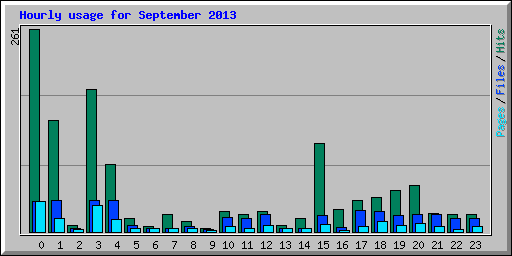 Hourly usage for September 2013
261
Pages/Files/Hits
0 1 2 3 4 5 6 7 8 9 10 11 12 13 14 15 16 17 18 19 20 21 22 23